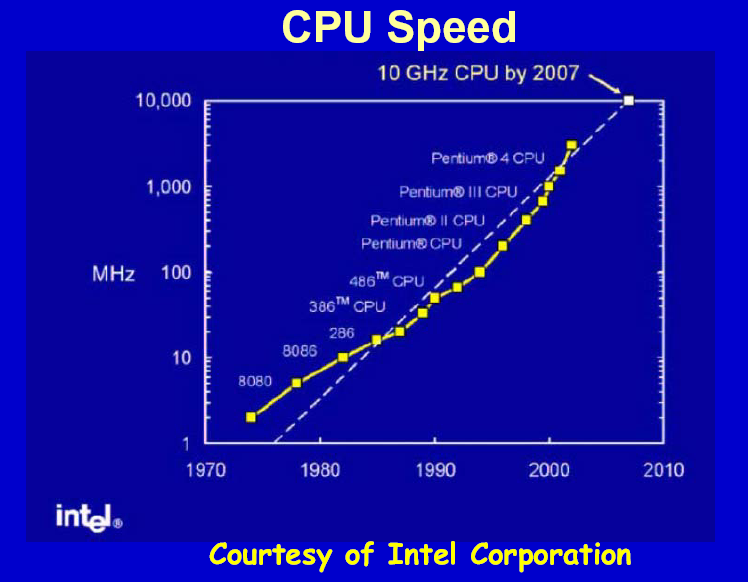 CPU Speed
10 GHz CPU by 2007
10,000
Pentium® 4 CPU
1,000
Pentium® III CPU
Pentium® II CPU
Pentium® CPU
MHz
100
486™ CPU
386™ CPU
286
8086
10
8080
1
1970 1980 1990 2000 2010
intel®
Courtesy of Intel Corporation